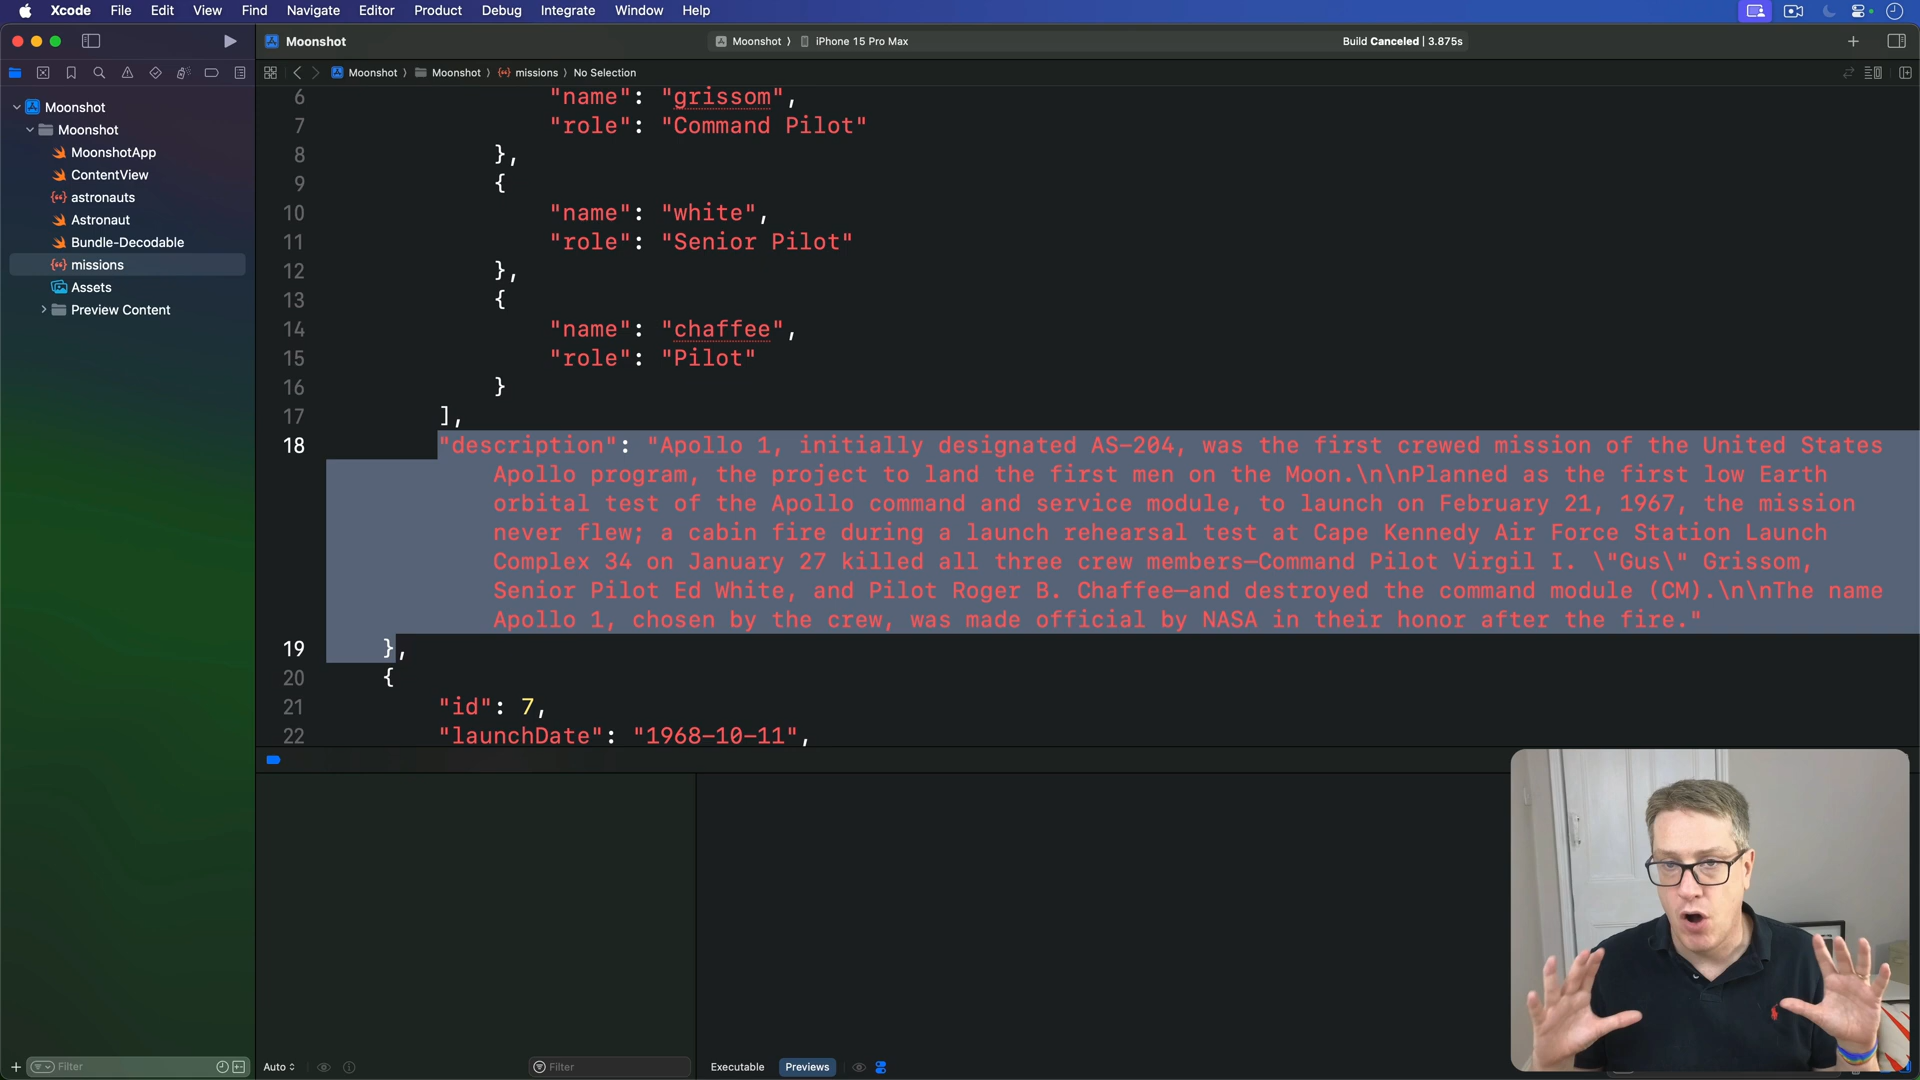 Xcode File Edit View Find Navigate Editor Product Debug Integrate Window Help
Moonshot
Moonshot 〉 iPhone 15 Pro Max
Build Canceled | 3.875s
Moonshot 〉 Moonshot 〉 missions 〉 No Selection
Moonshot
Moonshot
MoonshotApp
ContentView
astronauts
Astronaut
Bundle-Decodable
missions
Assets
Preview Content
6 "name": "grissom",
7 "role": "Command Pilot"
8 },
9 {
10 "name": "white",
11 "role": "Senior Pilot"
12 },
13 {
14 "name": "chaffee",
15 "role": "Pilot"
16 }
17 ],
18 "description": "Apollo 1, initially designated AS-204, was the first crewed mission of the United States
Apollo program, the project to land the first men on the Moon.\n\nPlanned as the first low Earth
orbital test of the Apollo command and service module, to launch on February 21, 1967, the mission
never flew; a cabin fire during a launch rehearsal test at Cape Kennedy Air Force Station Launch
Complex 34 on January 27 killed all three crew members—Command Pilot Virgil I. \"Gus\" Grissom,
Senior Pilot Ed White, and Pilot Roger B. Chaffee—and destroyed the command module (CM).\n\nThe name
Apollo 1, chosen by the crew, was made official by NASA in their honor after the fire."
19 },
20 {
21 "id": 7,
22 "launchDate": "1968-10-11",
Filter
Auto
Filter
Executable Previews